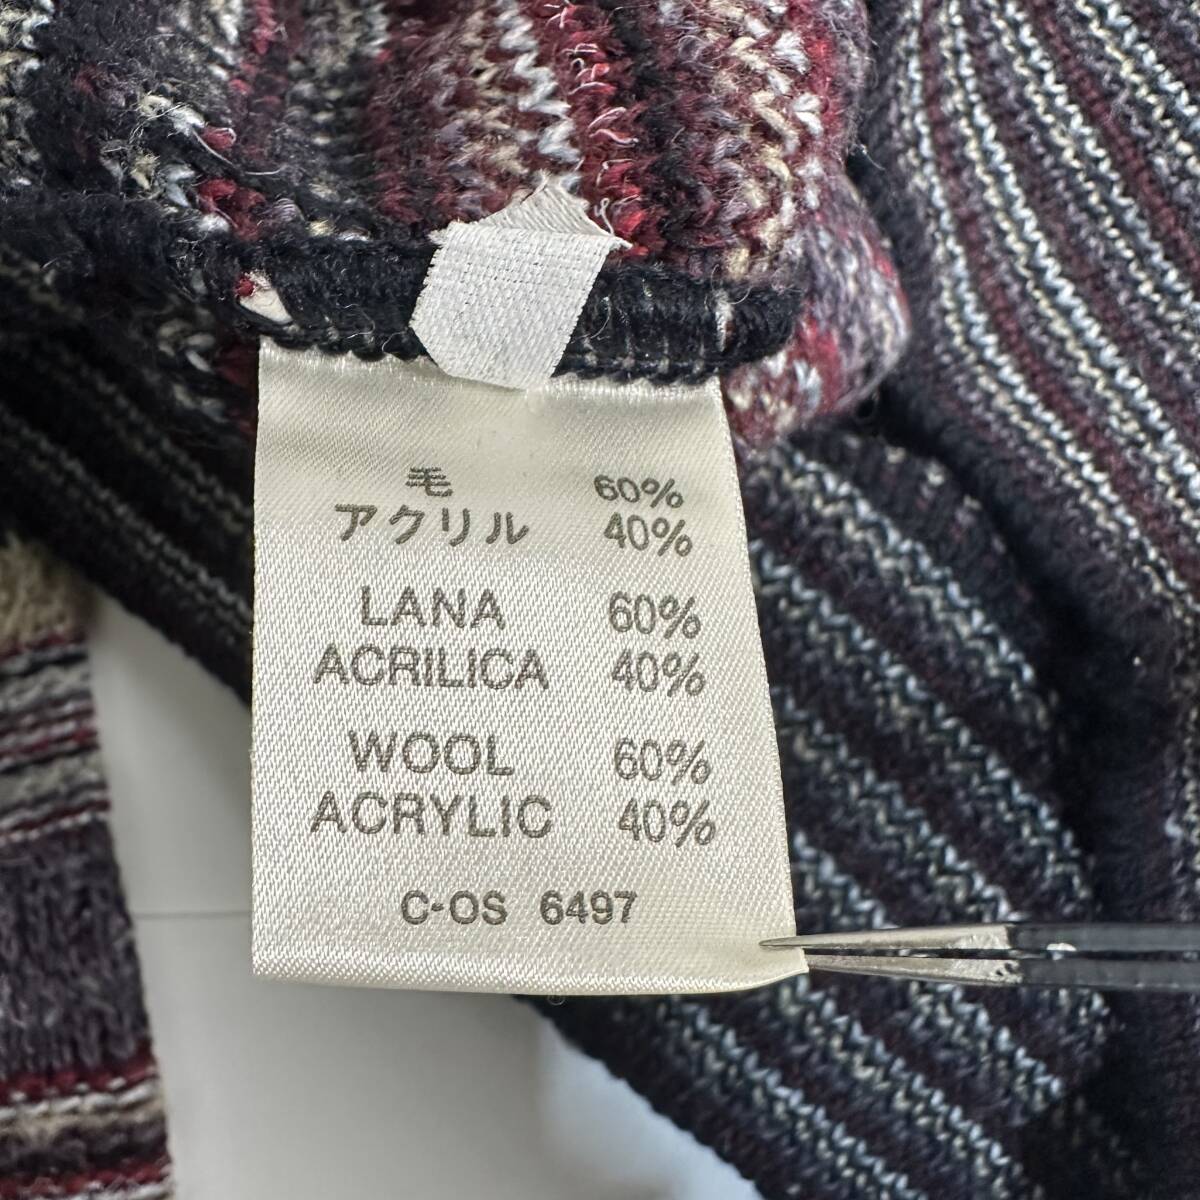 毛 60%
アクリル 40%
LANA 60%
ACRILICA 40%
WOOL 60%
ACRYLIC 40%
C-OS 6497